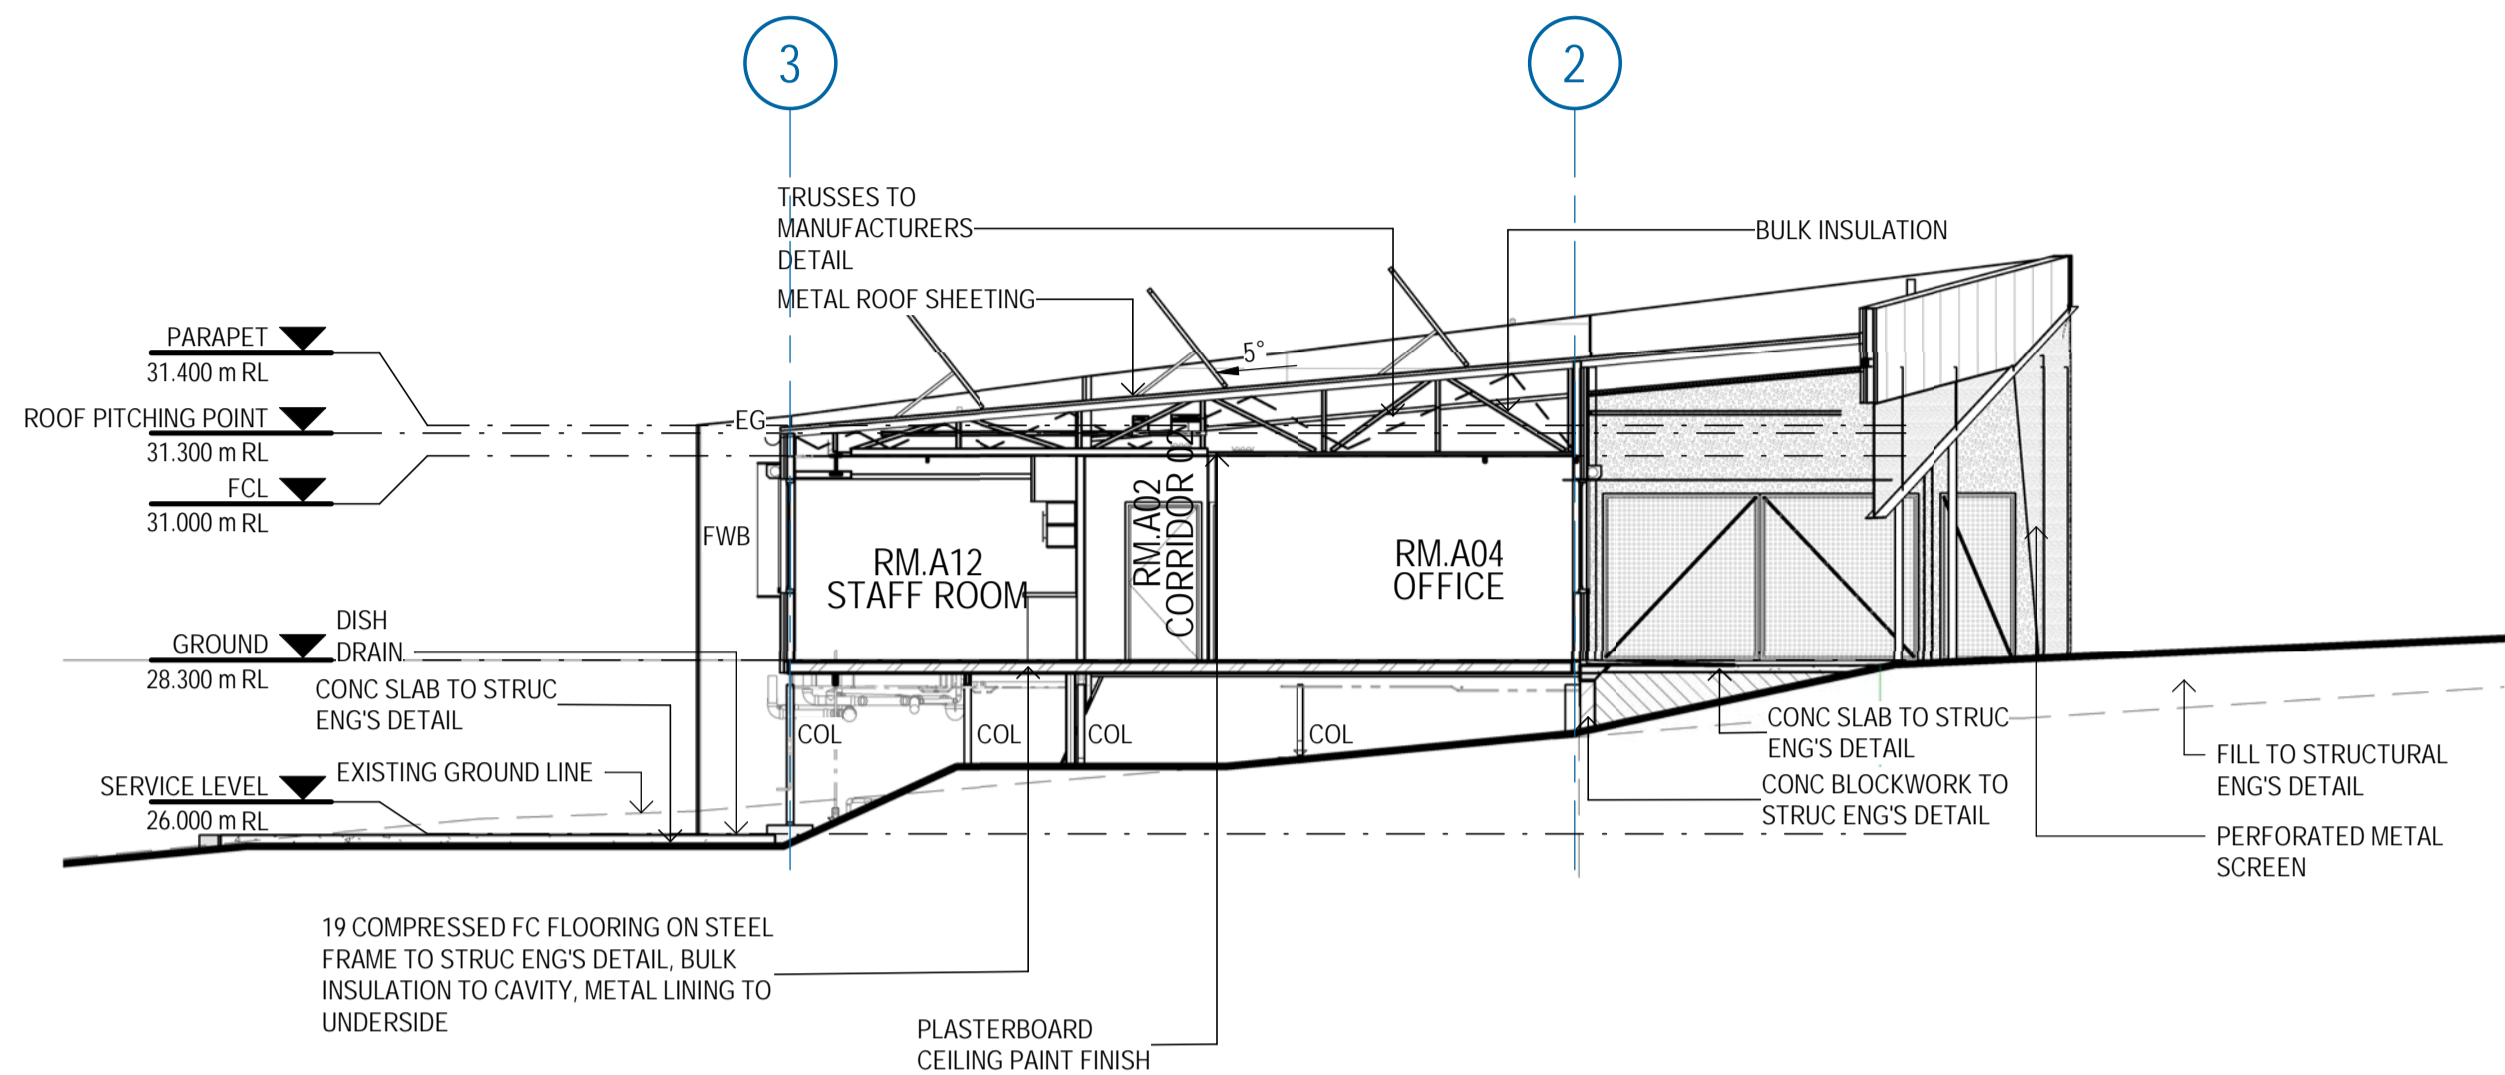 3
2
TRUSSES TO
MANUFACTURERS
DETAIL
BULK INSULATION
METAL ROOF SHEETING
5°
PARAPET
31.400 m RL
ROOF PITCHING POINT
31.300 m RL
FCL
31.000 m RL
EG
FWB
RM.A12
STAFF ROOM
RM.A02
CORRIDOR 02
RM.A04
OFFICE
GROUND
28.300 m RL
DISH
DRAIN
CONC SLAB TO STRUC
ENG'S DETAIL
EXISTING GROUND LINE
SERVICE LEVEL
26.000 m RL
COL
COL
COL
COL
CONC SLAB TO STRUC
ENG'S DETAIL
CONC BLOCKWORK TO
STRUC ENG'S DETAIL
FILL TO STRUCTURAL
ENG'S DETAIL
PERFORATED METAL
SCREEN
19 COMPRESSED FC FLOORING ON STEEL
FRAME TO STRUC ENG'S DETAIL, BULK
INSULATION TO CAVITY, METAL LINING TO
UNDERSIDE
PLASTERBOARD
CEILING PAINT FINISH